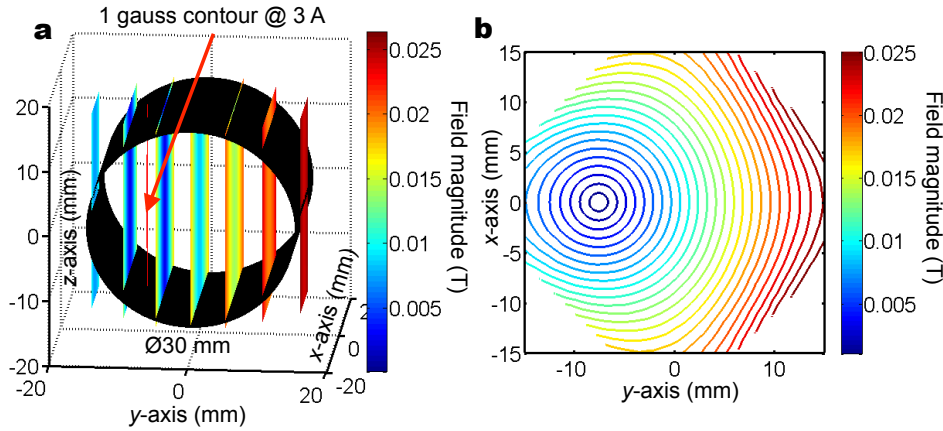 1 gauss contour @ 3 A
a
20
10
0
-10
-20
z-axis (mm)
-20
0
20
y-axis (mm)
-20
0
2
x-axis (mm)
Ø30 mm
0.025
0.02
0.015
0.01
0.005
Field magnitude (T)
b
15
10
5
0
-5
-10
-15
x-axis (mm)
-10
0
10
y-axis (mm)
0.025
0.02
0.015
0.01
0.005
Field magnitude (T)